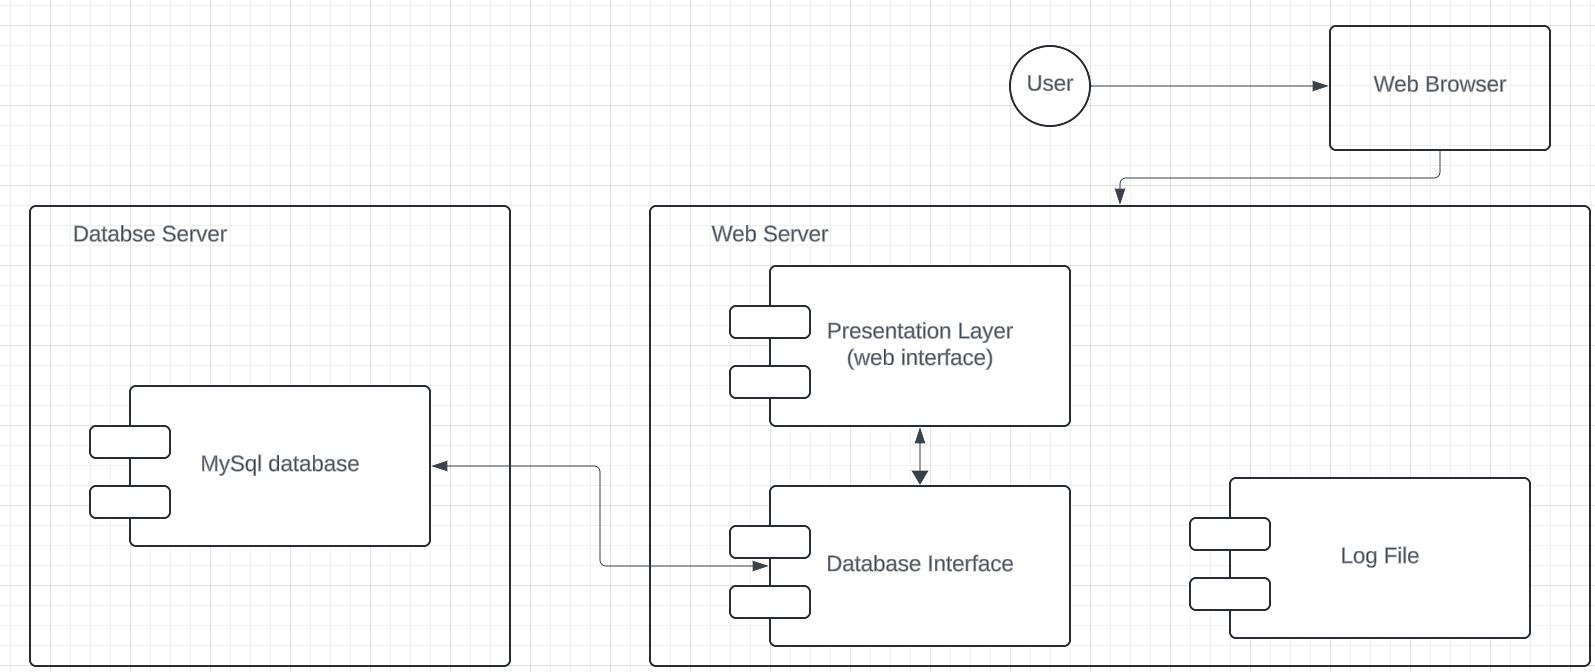 User
Web Browser
Databse Server
Web Server
Presentation Layer
(web interface)
MySql database
Database Interface
Log File